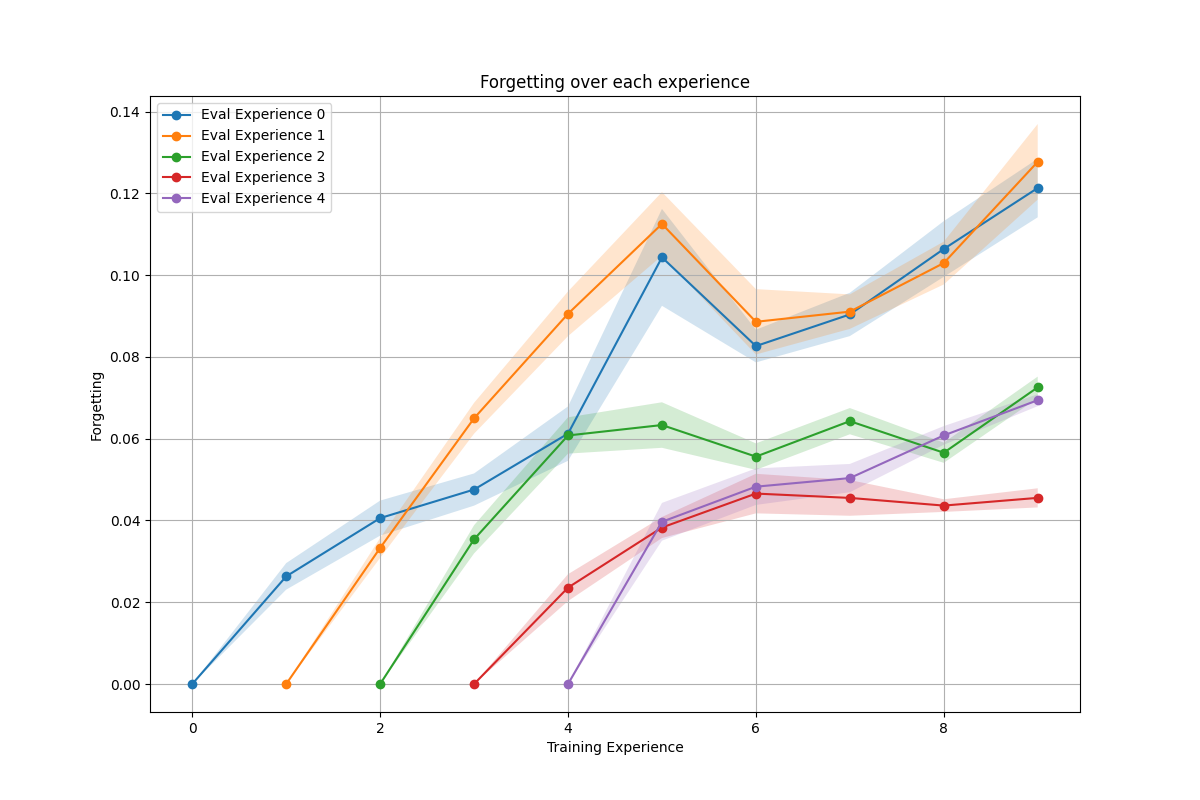 Forgetting over each experience
Eval Experience 0
Eval Experience 1
Eval Experience 2
Eval Experience 3
Eval Experience 4
0.14
0.12
0.10
0.08
0.06
0.04
0.02
0.00
Forgetting
0 2 4 6 8
Training Experience